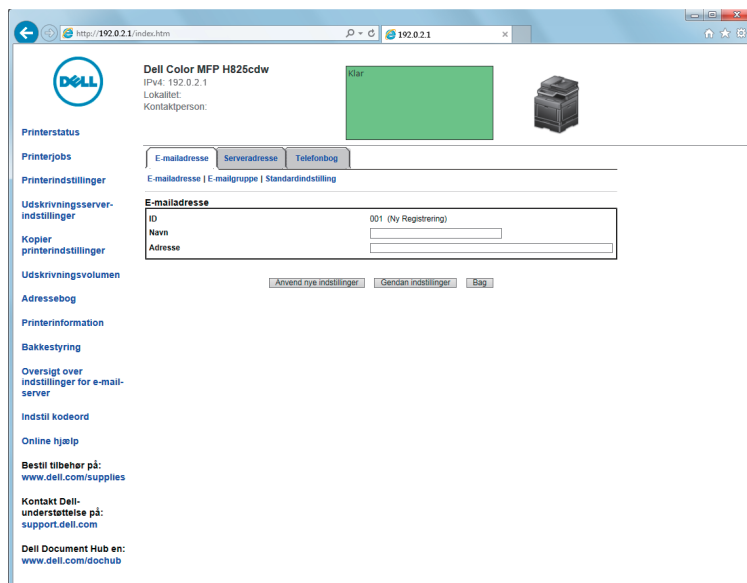 http://192.0.2.1/index.htm
192.0.2.1
DELL
Dell Color MFP H825cdw
IPv4: 192.0.2.1
Lokalitet:
Kontaktperson:
Klar
Printerstatus
Printerjobs
Printerindstillinger
Udskrivningsserver-
indstillinger
Kopier
printerindstillinger
Udskrivningsvolumen
Adressebog
Printerinformation
Bakkestyring
Oversigt over
indstillinger for e-mail-
server
Indstil kodeord
Online hjælp
Bestil tilbehør på:
www.dell.com/supplies
Kontakt Dell-
understøttelse på:
support.dell.com
Dell Document Hub en:
www.dell.com/dochub
E-mailadresse Serveradresse Telefonbog
E-mailadresse | E-mailgruppe | Standardindstilling
E-mailadresse
ID 001 (Ny Registrering)
Navn
Adresse
Anvend nye indstillinger Gendan indstillinger Bag